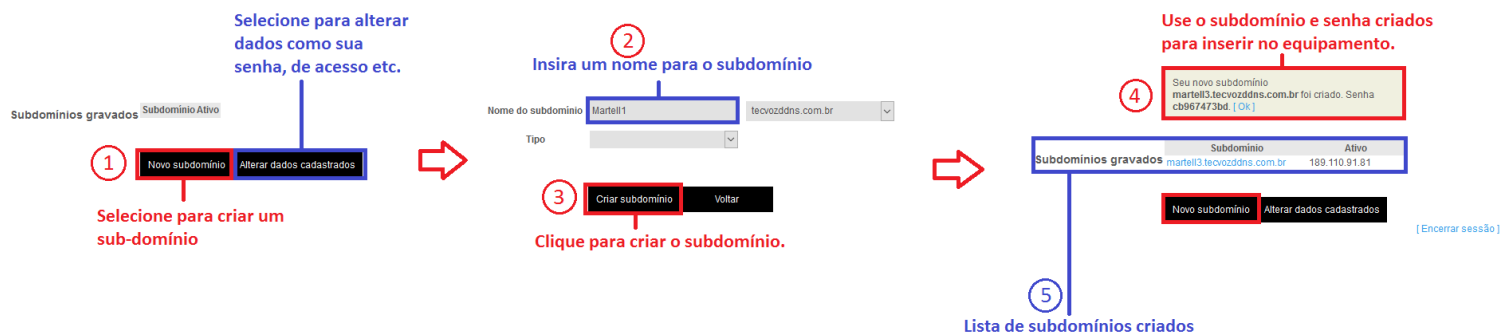 Selecione para alterar
dados como sua
senha, de acesso etc.
Subdomínios gravados
Subdomínio Ativo
1
Novo subdomínio
Alterar dados cadastrados
Selecione para criar um
sub-domínio
2
Insira um nome para o subdomínio
Nome do subdomínio
Martell1
tecvozddns.com.br
Tipo
3
Criar subdomínio
Voltar
Clique para criar o subdomínio.
Use o subdomínio e senha criados
para inserir no equipamento.
4
Seu novo subdomínio
martell3.tecvozddns.com.br foi criado. Senha
cb967473bd. [ Ok ]
Subdomínio Ativo
Subdomínios gravados martell3.tecvozddns.com.br 189.110.91.81
Novo subdomínio
Alterar dados cadastrados
[ Encerrar sessão ]
5
Lista de subdomínios criados